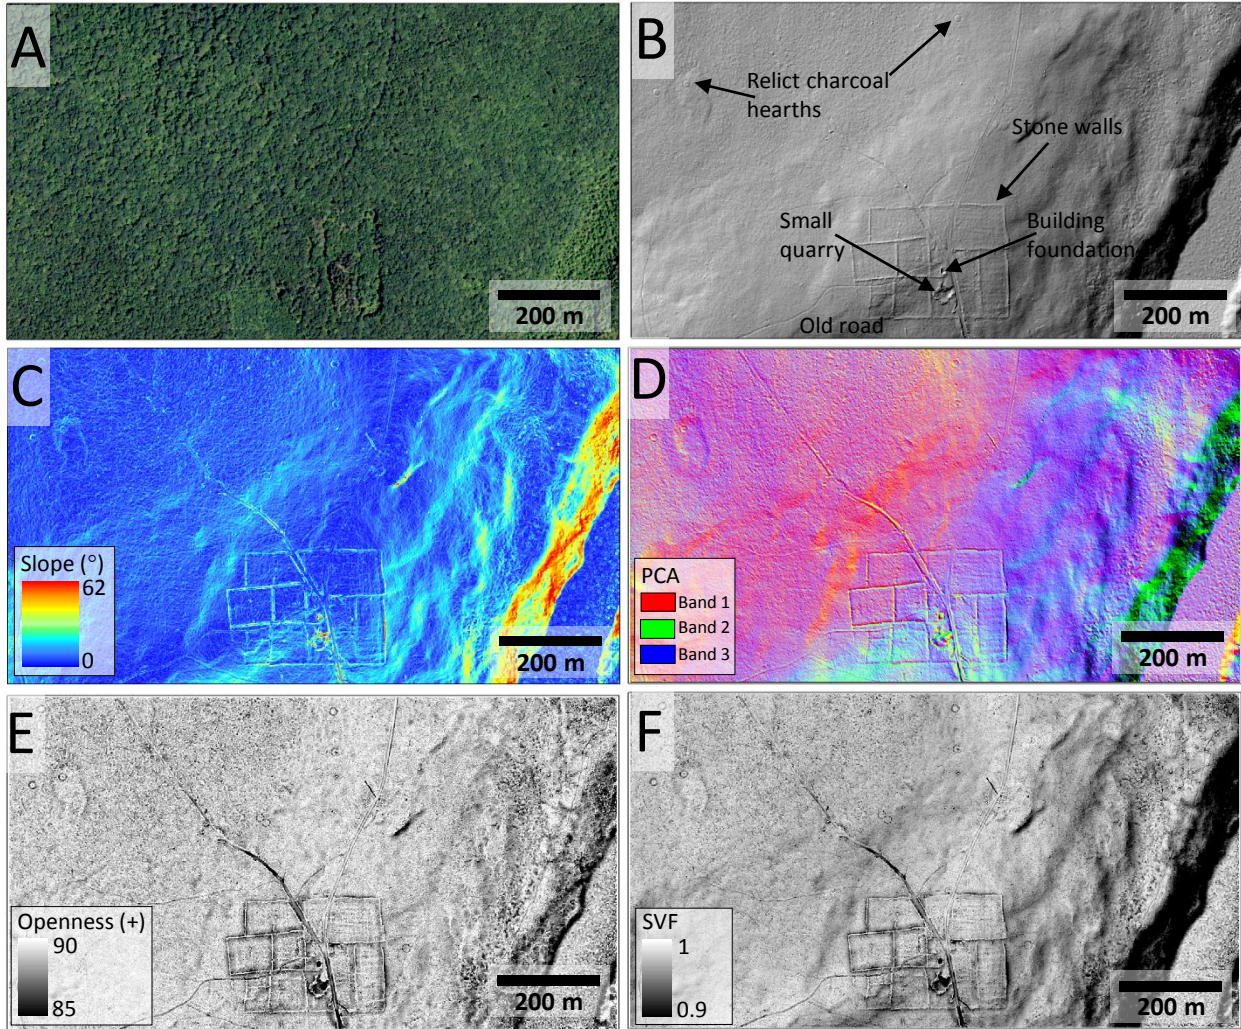 A
200 m
B
Relict charcoal
hearths
Stone walls
Small
quarry
Building
foundation
Old road
200 m
C
Slope (°)
62
0
200 m
D
PCA
Band 1
Band 2
Band 3
200 m
E
Openness (+)
90
85
200 m
F
SVF
1
0.9
200 m